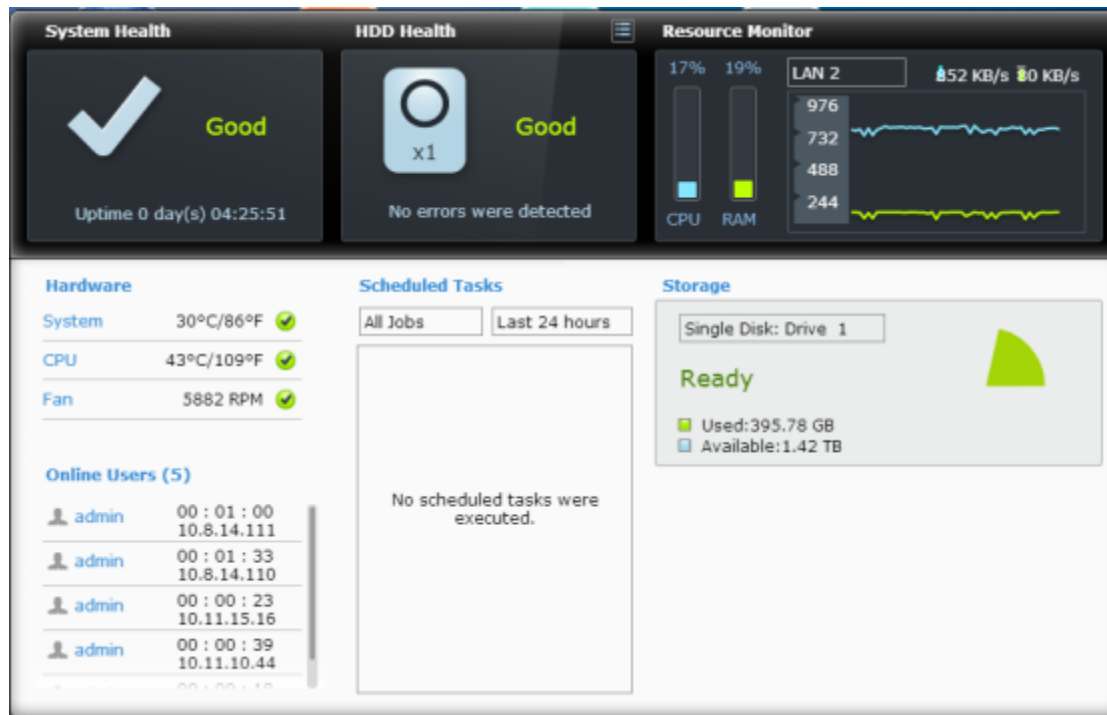 System Health
Good
Uptime 0 day(s) 04:25:51
HDD Health
x1
Good
No errors were detected
Resource Monitor
17% 19%
CPU RAM
LAN 2
KB/s KB/s
976
732
488
244
Hardware
System 30°C/86°F
CPU 43°C/109°F
Fan 5882 RPM
Online Users (5)
admin 00 : 01 : 00
10.8.14.111
admin 00 : 01 : 33
10.8.14.110
admin 00 : 00 : 23
10.11.15.16
admin 00 : 00 : 39
10.11.10.44
Scheduled Tasks
All Jobs Last 24 hours
No scheduled tasks were
executed.
Storage
Single Disk: Drive 1
Ready
Used:395.78 GB
Available:1.42 TB